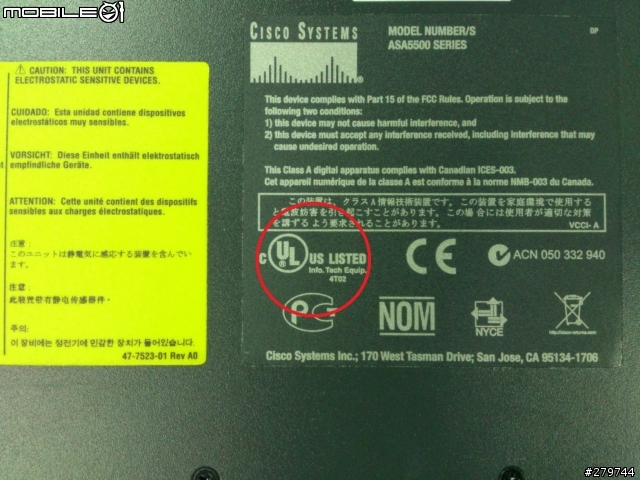 MOBILE01
CAUTION: THIS UNIT CONTAINS
ELECTROSTATIC SENSITIVE DEVICES.
CUIDADO: Esta unidad contiene dispositivos
electrostáticos muy sensibles.
VORSICHT: Diese Einheit enthält elektrostatisch
empfindliche Geräte.
ATTENTION: Cette unité contient des dispositifs
sensibles aux charges électrostatiques.
注意:
このユニットは静電気に感応する装置を含んでい
ます。
注意:
此装置带有静电传感器件.
주의:
이 장비에는 정전기에 민감한 장치가 들어있습니다.
47-7523-01 Rev A0
CISCO SYSTEMS
®
MODEL NUMBER/S
ASA5500 SERIES
DP
This device complies with Part 15 of the FCC Rules. Operation is subject to the
following two conditions:
1) this device may not cause harmful interference, and
2) this device must accept any interference received, including interference that may
cause undesired operation.
This Class A digital apparatus complies with Canadian ICES-003.
Cet appareil numérique de la classe A est conforme à la norme NMB-003 du Canada.
この装置は、クラスA情報技術装置です。この装置を家庭環境で使用する
と電波妨害を引き起こすことがあります。この場合には使用者が適切な対策
を講ずるよう要求されることがあります。
VCCI- A
C UL ® US LISTED
Info. Tech Equip.
4T02
CE
ACN 050 332 940
NOM
NYCE
Cisco Systems Inc.; 170 West Tasman Drive; San Jose, CA 95134-1706
#279744